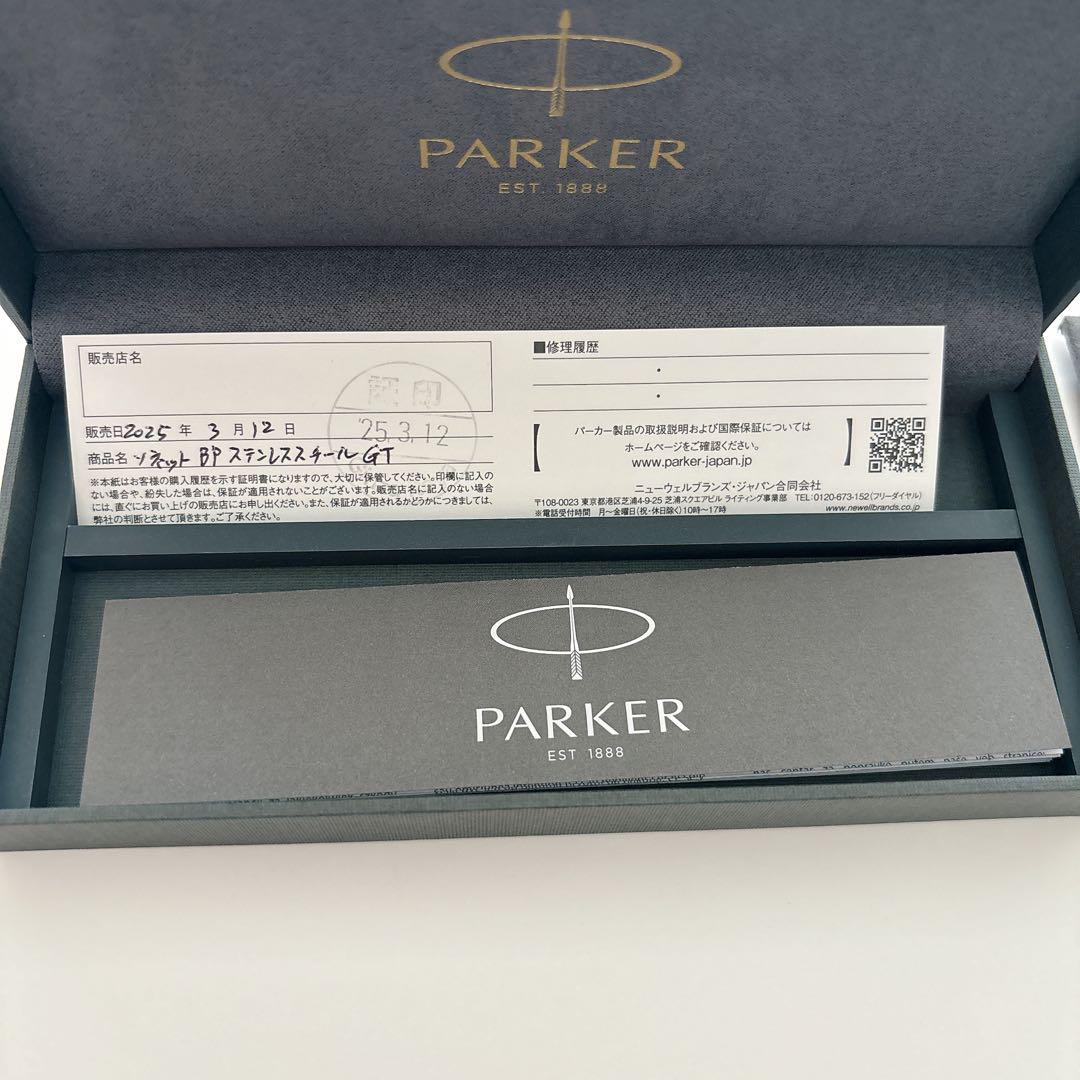 PARKER
EST. 1888
販売店名
販売日2025 年 3 月 12 日
商品名 ソネット BP ステンレススチール GT
認印
25.3.12
※本紙はお客様の購入履歴を示す証明書になりますので、大切に保管してください。印欄に記入の
ない場合や、紛失した場合は、保証が適用されないことがございます。販売店名に記入のない場合
には、直ぐにお買い上げの販売店にお申し出ください。また、保証が適用されるかどうかにつきましては、
弊社の判断とさせて頂きます。ご了承ください。
■修理履歴
・
・
【パーカー製品の取扱説明および国際保証については
ホームページをご確認ください。
www.parker-japan.jp】
ニューウェルブランズ・ジャパン合同会社
〒108-0023 東京都港区芝浦4-9-25 芝浦スクエアビル ライティング事業部 TEL:0120-673-152(フリーダイヤル)
※電話受付時間 月~金曜日(祝・休日除く)10時~17時 www.newellbrands.co.jp
PARKER
EST 1888